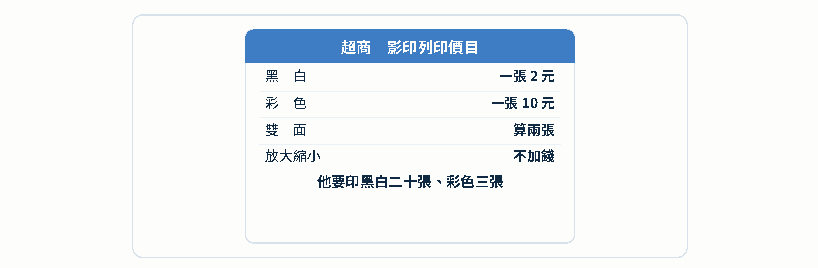 超商　影印列印價目
黑　白　一張 2 元
彩　色　一張 10 元
雙　面　算兩張
放大縮小　不加錢
他要印黑白二十張、彩色三張